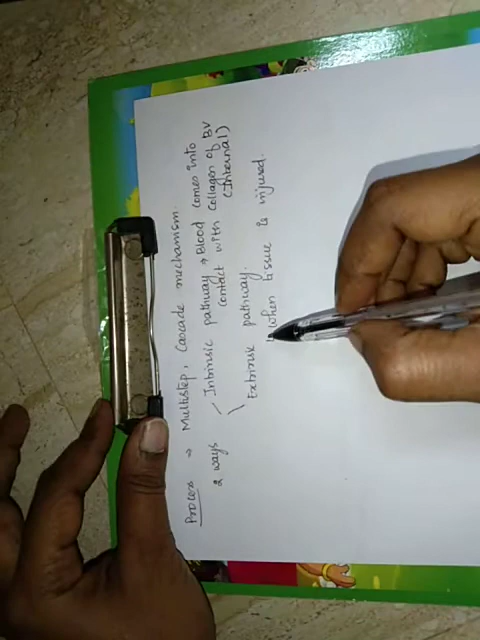 Process → Multistep, Cascade mechanism.
2 ways Intrinsic pathway → Blood comes into
contact with collagen of BV
(Internal)
Extrinsic pathway.
↳ when tissue is injured.